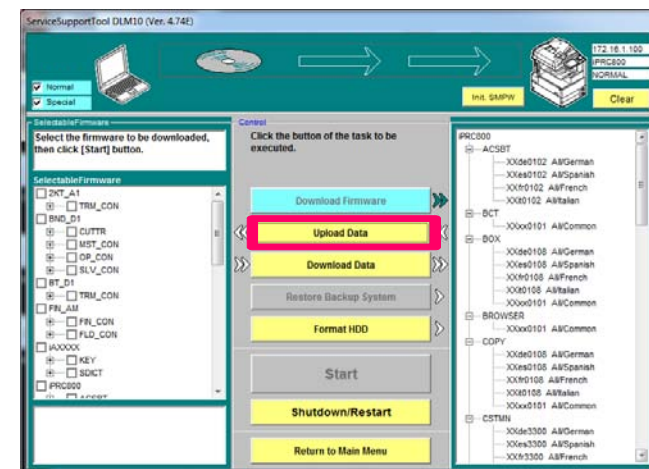 ServiceSupportTool DLM10 (Ver. 4.74E)
Normal
Special
172.16.1.100
iPRC800
NORMAL
Init. SMPW
Clear
SelectableFirmware
Select the firmware to be downloaded,
then click [Start] button.
SelectableFirmware
2KT_A1
TRM_CON
BND_D1
CUTTR
MST_CON
OP_CON
SLV_CON
BT_D1
TRM_CON
FIN_AM
FIN_CON
FLD_CON
IAXXXX
KEY
SDICT
iPRC800
ACSBT
Control
Click the button of the task to be
executed.
Download Firmware
Upload Data
Download Data
Restore Backup System
Format HDD
Start
Shutdown/Restart
Return to Main Menu
iPRC800
ACSBT
XXde0102 All/German
XXes0102 All/Spanish
XXfr0102 All/French
XXit0102 All/Italian
BCT
XXxx0101 All/Common
BOX
XXde0108 All/German
XXes0108 All/Spanish
XXfr0108 All/French
XXit0108 All/Italian
XXxx0101 All/Common
BROWSER
XXxx0101 All/Common
COPY
XXde0108 All/German
XXes0108 All/Spanish
XXfr0108 All/French
XXit0108 All/Italian
XXxx0101 All/Common
CSTMN
XXde3300 All/German
XXes3300 All/Spanish
XXfr3300 All/French